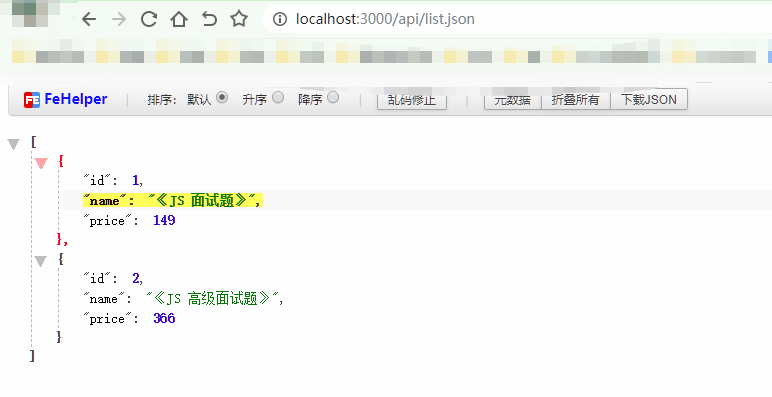 localhost:3000/api/list.json
FeHelper | 排序: 默认 升序 降序 | 乱码修正 | 元数据 折叠所有 下载JSON
[
{
"id": 1,
"name": "《JS 面试题》",
"price": 149
},
{
"id": 2,
"name": "《JS 高级面试题》",
"price": 366
}
]